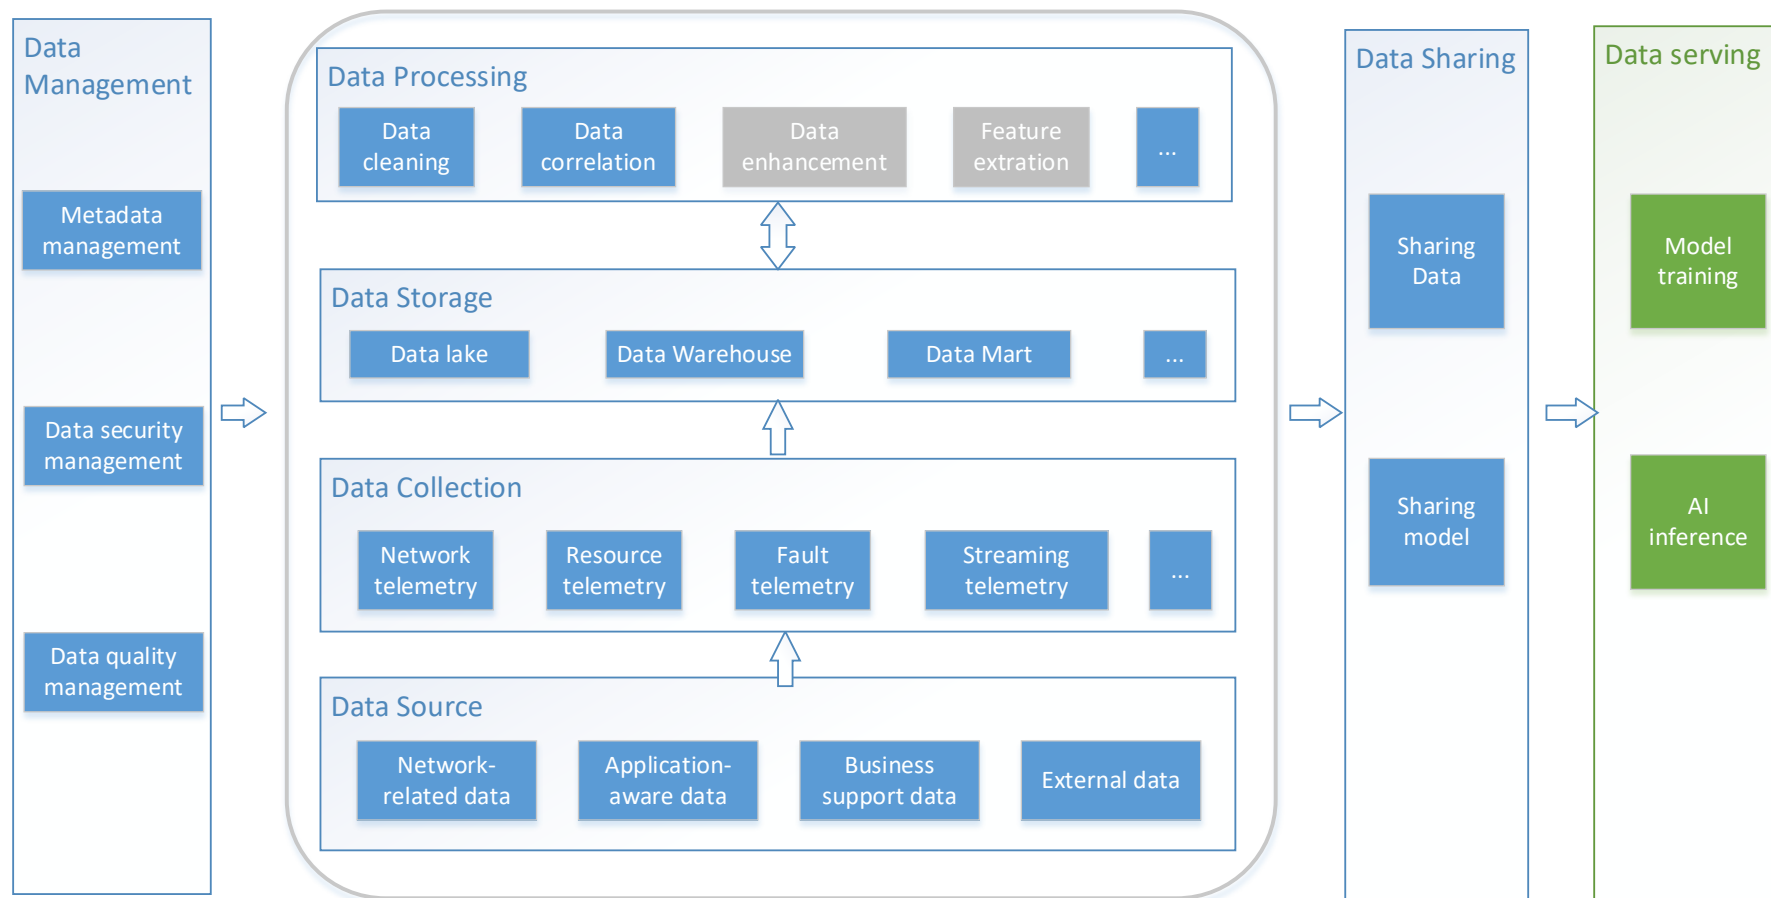 Data
Management
Metadata
management
Data security
management
Data quality
management
Data Processing
Data
cleaning
Data
correlation
Data
enhancement
Feature
extration
...
Data Storage
Data lake
Data Warehouse
Data Mart
...
Data Collection
Network
telemetry
Resource
telemetry
Fault
telemetry
Streaming
telemetry
...
Data Source
Network-
related data
Application-
aware data
Business
support data
External data
Data Sharing
Sharing
Data
Sharing
model
Data serving
Model
training
AI
inference